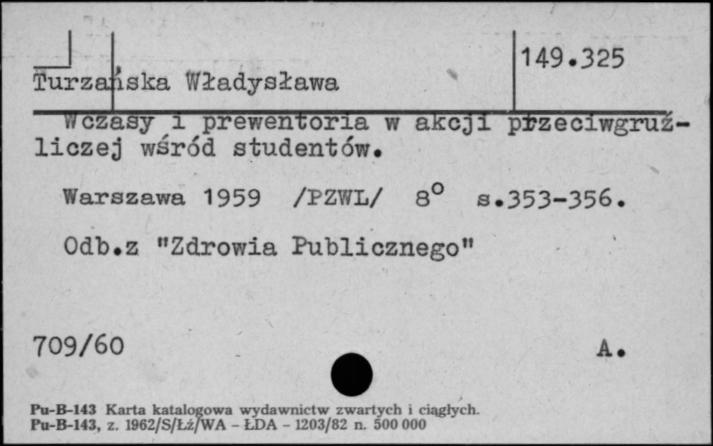 149.325
Turzańska Władysława
Wczasy i prewentoria w akcji przeciwgruź-
liczej wśród studentów.
Warszawa 1959 /PZWL/ 8° s.353-356.
Odb.z "Zdrowia Publicznego"
709/60 A.
Pu-B-143 Karta katalogowa wydawnictw zwartych i ciągłych.
Pu-B-143, z. 1962/S/Łź/WA - ŁDA - 1203/82 n. 500 000